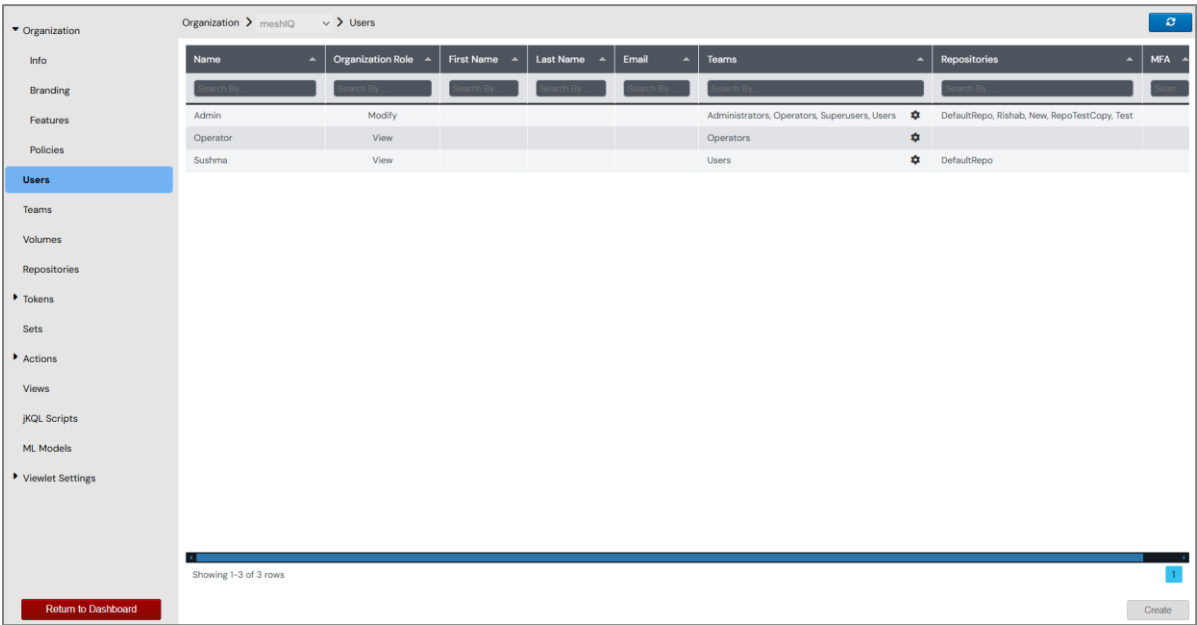 Organization
Info
Branding
Features
Policies
Users
Teams
Volumes
Repositories
Tokens
Sets
Actions
Views
jKQL Scripts
ML Models
Viewlet Settings
Return to Dashboard
Organization > meshIQ > Users
Name Organization Role First Name Last Name Email Teams Repositories MFA
Search By Search By Search By Search By Search By Search By Search By Searc
Admin Modify Administrators, Operators, Superusers, Users DefaultRepo, Rishab, New, RepoTestCopy, Test
Operator View Operators
Sushma View Users DefaultRepo
Showing 1-3 of 3 rows 1
Create